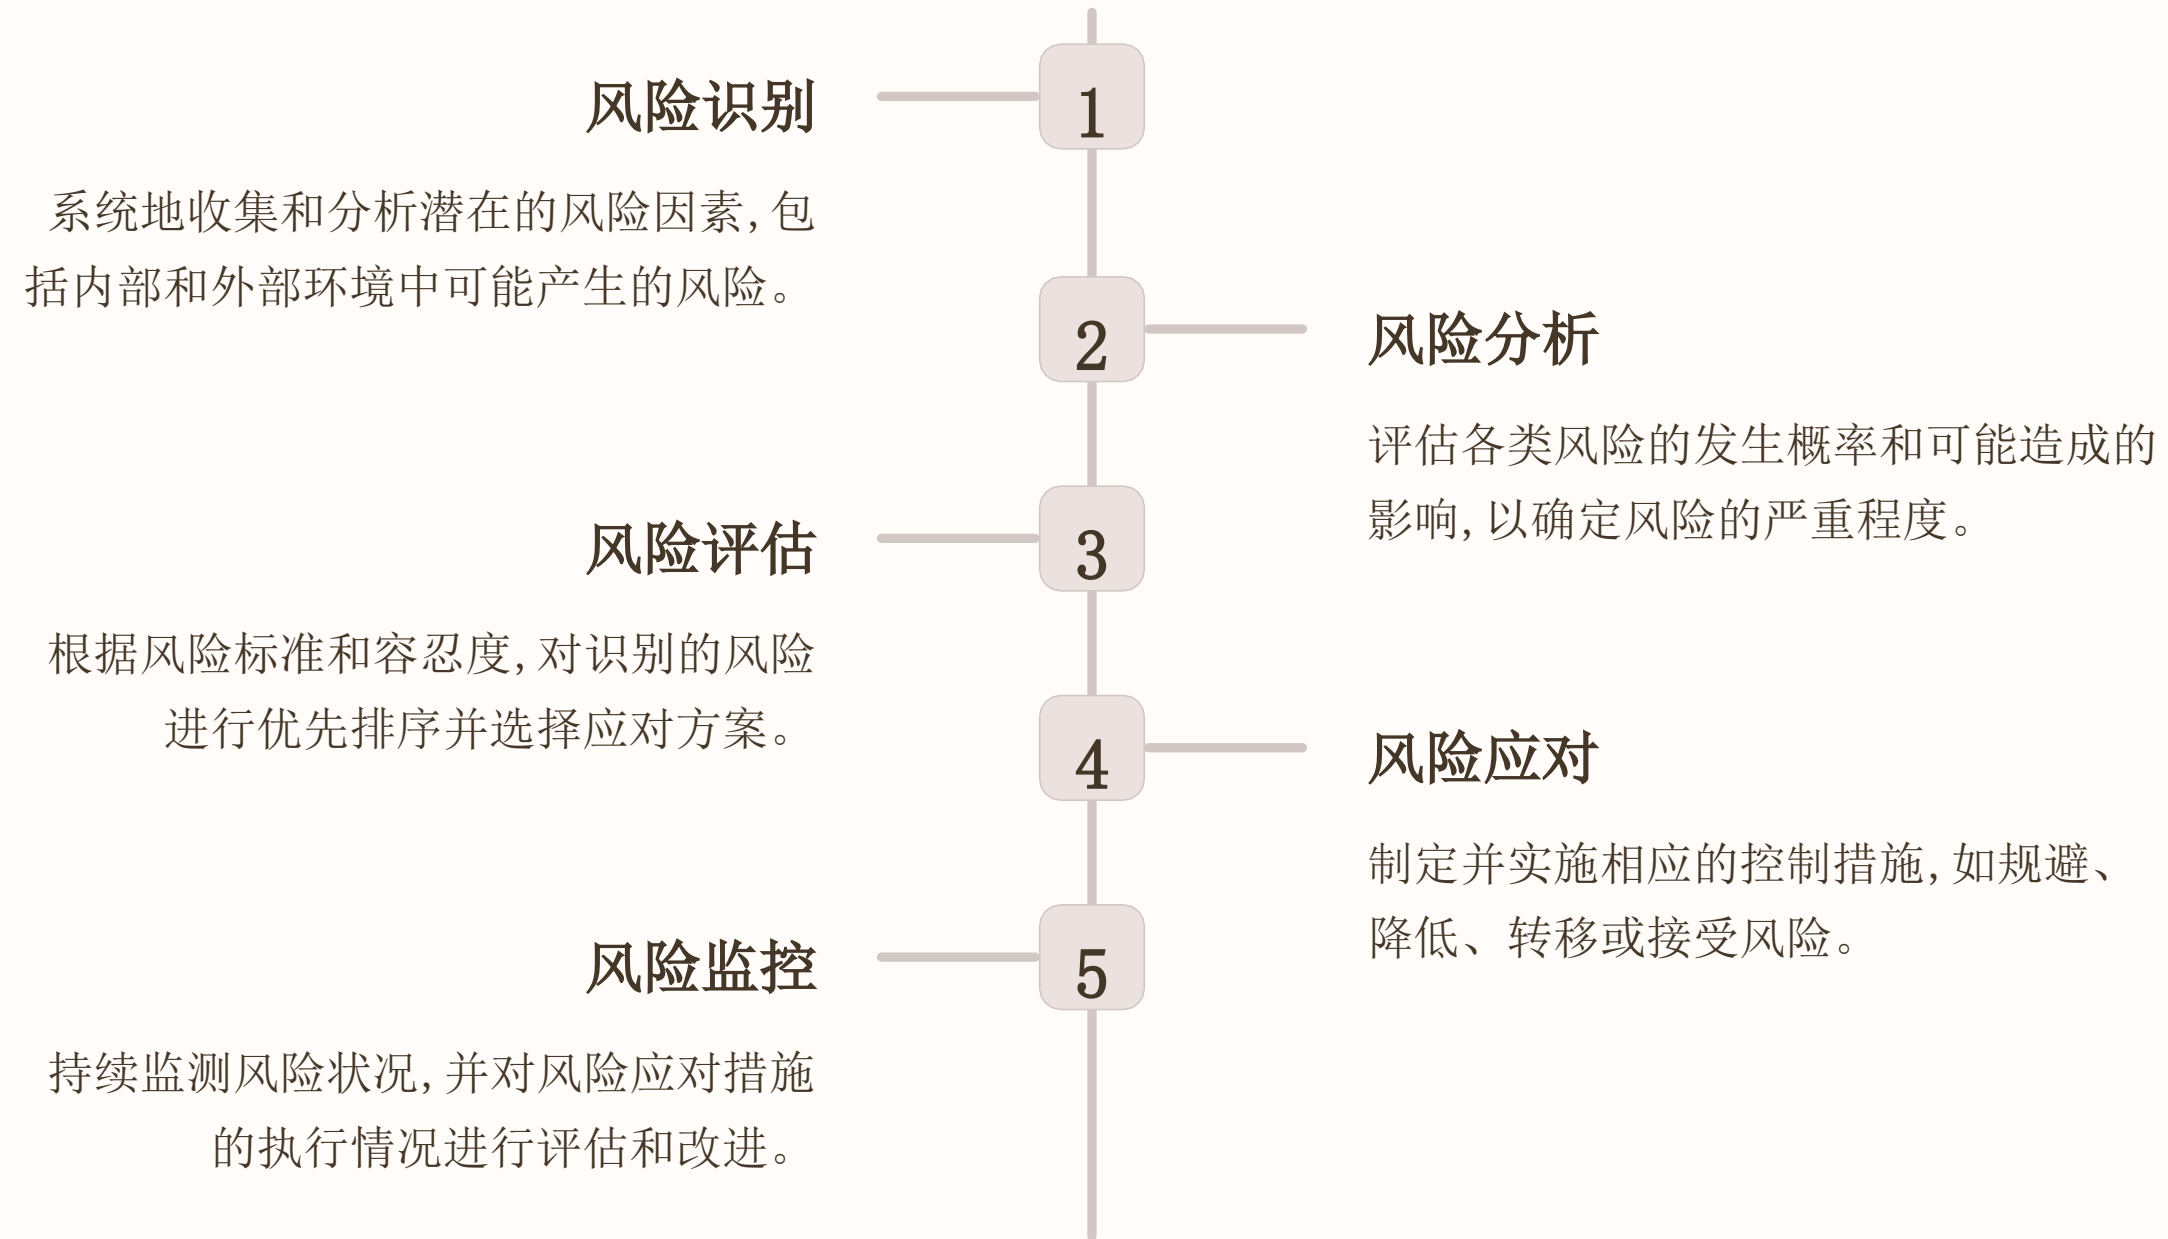 1
风险识别
系统地收集和分析潜在的风险因素,包
括内部和外部环境中可能产生的风险。
2
风险分析
评估各类风险的发生概率和可能造成的
影响,以确定风险的严重程度。
3
风险评估
根据风险标准和容忍度,对识别的风险
进行优先排序并选择应对方案。
4
风险应对
制定并实施相应的控制措施,如规避、
降低、转移或接受风险。
5
风险监控
持续监测风险状况,并对风险应对措施
的执行情况进行评估和改进。